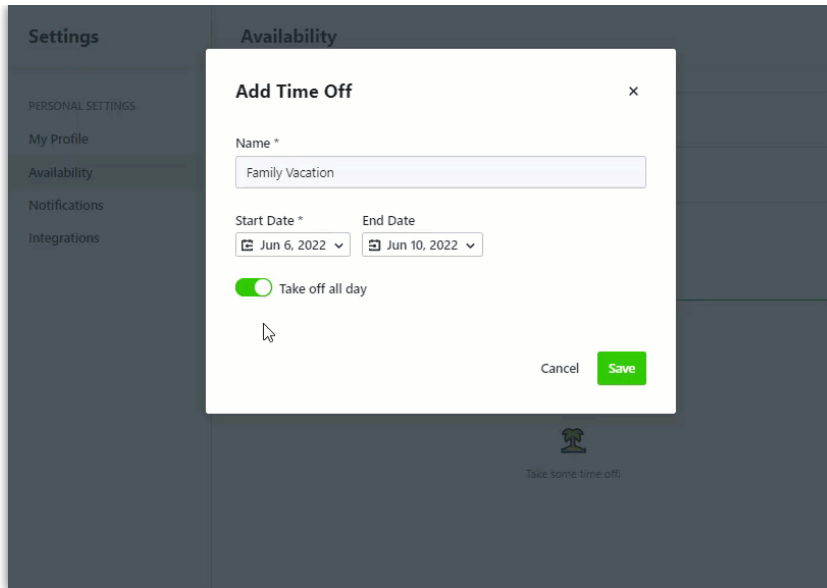 Settings
Availability
PERSONAL SETTINGS
My Profile
Availability
Notifications
Integrations
Add Time Off
Name *
Family Vacation
Start Date * End Date
Jun 6, 2022 Jun 10, 2022
Take off all day
Cancel Save
Take some time off!